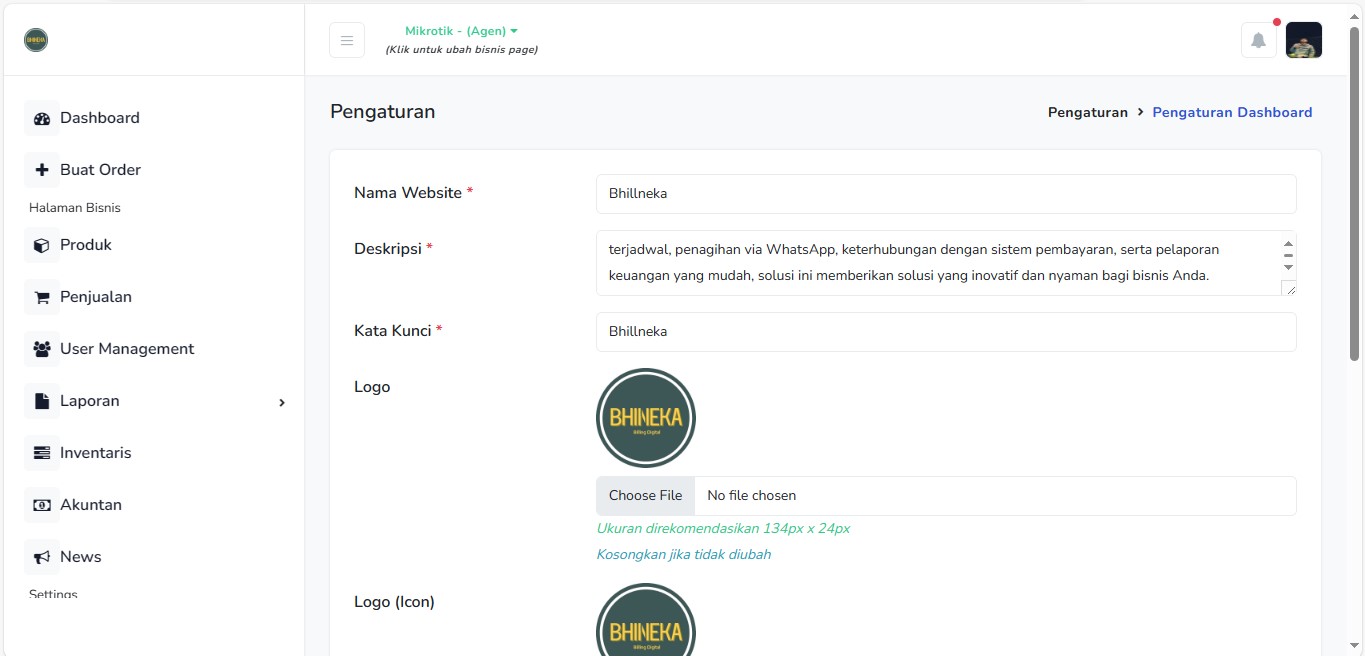 BHINEKA
Mikrotik - (Agen)
(Klik untuk ubah bisnis page)
Dashboard
Buat Order
Halaman Bisnis
Produk
Penjualan
User Management
Laporan
Inventaris
Akuntan
News
Settings
Pengaturan
Pengaturan > Pengaturan Dashboard
Nama Website *
Bhillneka
Deskripsi *
terjadwal, penagihan via WhatsApp, keterhubungan dengan sistem pembayaran, serta pelaporan
keuangan yang mudah, solusi ini memberikan solusi yang inovatif dan nyaman bagi bisnis Anda.
Kata Kunci *
Bhillneka
Logo
BHINEKA
Billing Digital
Choose File No file chosen
Ukuran direkomendasikan 134px x 24px
Kosongkan jika tidak diubah
Logo (Icon)
BHINEKA
Billing Digital